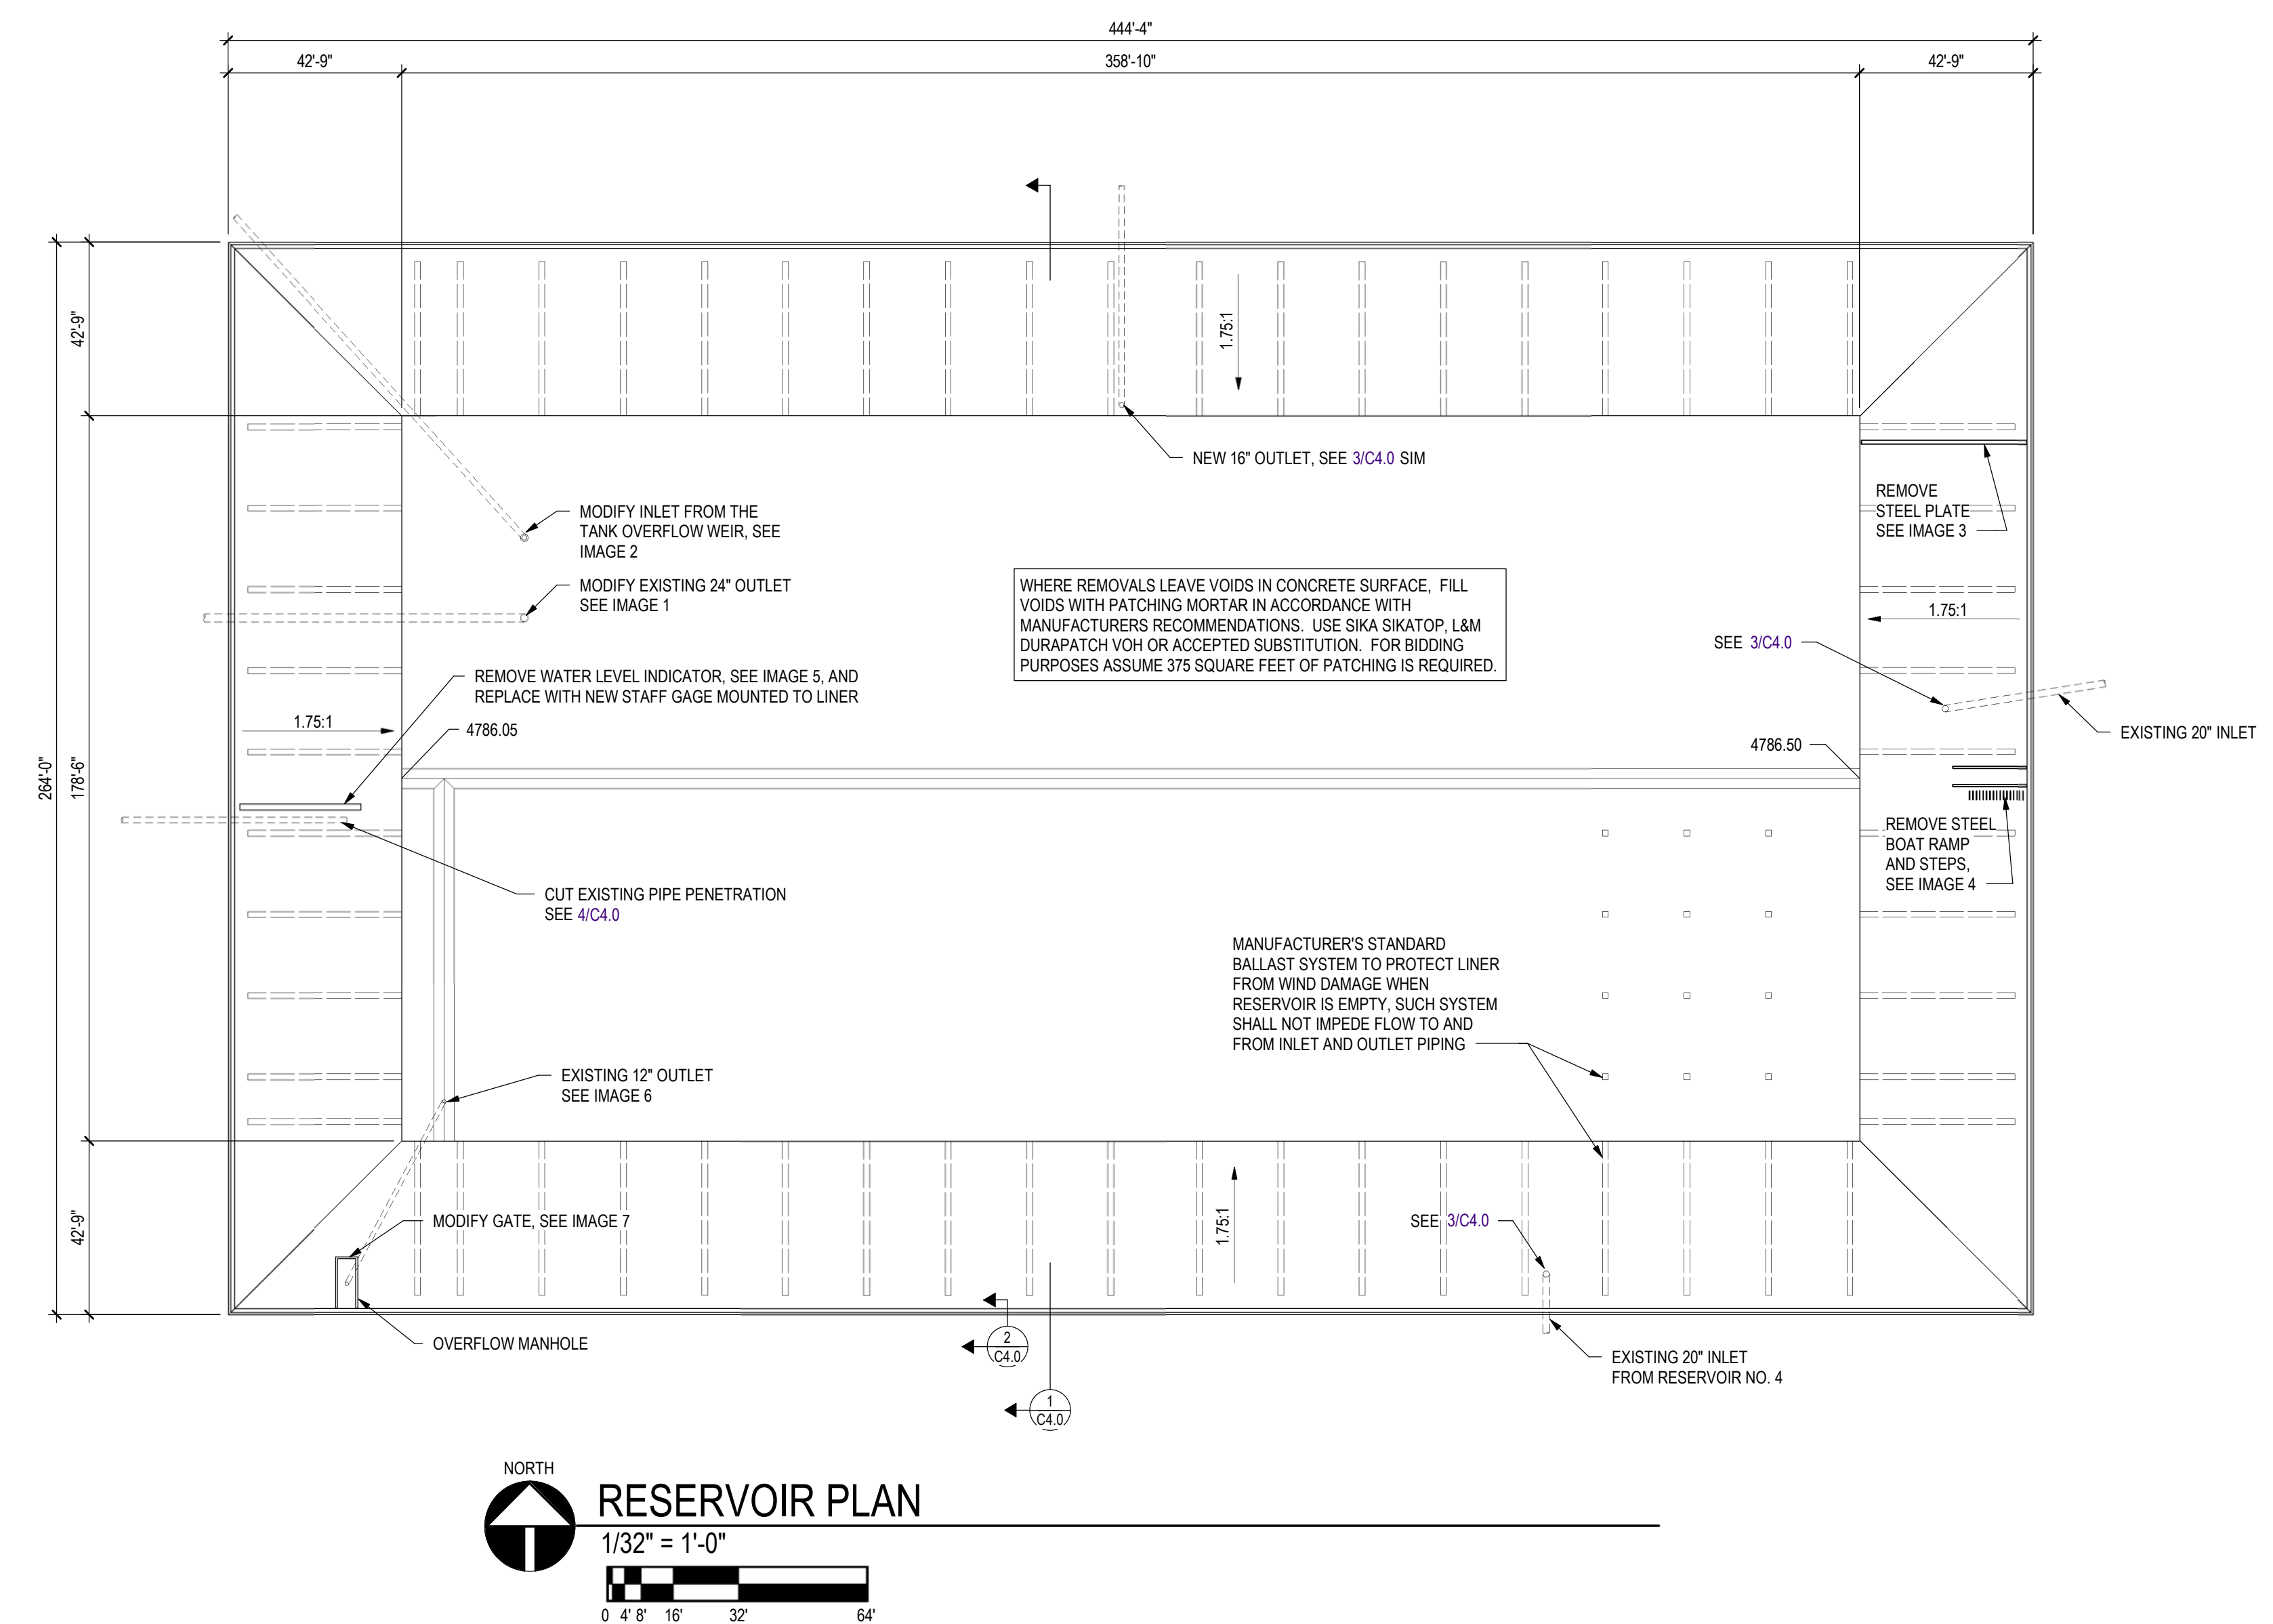 444'-4"
42'-9"
358'-10"
42'-9"
42'-9"
264'-0"
178'-6"
42'-9"
1.75:1
NEW 16" OUTLET, SEE 3/C4.0 SIM
MODIFY INLET FROM THE
TANK OVERFLOW WEIR, SEE
IMAGE 2
MODIFY EXISTING 24" OUTLET
SEE IMAGE 1
REMOVE
STEEL PLATE
SEE IMAGE 3
WHERE REMOVALS LEAVE VOIDS IN CONCRETE SURFACE, FILL
VOIDS WITH PATCHING MORTAR IN ACCORDANCE WITH
MANUFACTURERS RECOMMENDATIONS. USE SIKA SIKATOP, L&M
DURAPATCH VOH OR ACCEPTED SUBSTITUTION. FOR BIDDING
PURPOSES ASSUME 375 SQUARE FEET OF PATCHING IS REQUIRED.
1.75:1
SEE 3/C4.0
EXISTING 20" INLET
REMOVE WATER LEVEL INDICATOR, SEE IMAGE 5, AND
REPLACE WITH NEW STAFF GAGE MOUNTED TO LINER
1.75:1
4786.05
4786.50
REMOVE STEEL
BOAT RAMP
AND STEPS,
SEE IMAGE 4
CUT EXISTING PIPE PENETRATION
SEE 4/C4.0
MANUFACTURER'S STANDARD
BALLAST SYSTEM TO PROTECT LINER
FROM WIND DAMAGE WHEN
RESERVOIR IS EMPTY, SUCH SYSTEM
SHALL NOT IMPEDE FLOW TO AND
FROM INLET AND OUTLET PIPING
EXISTING 12" OUTLET
SEE IMAGE 6
MODIFY GATE, SEE IMAGE 7
1.75:1
SEE 3/C4.0
OVERFLOW MANHOLE
2
C4.0
EXISTING 20" INLET
FROM RESERVOIR NO. 4
1
C4.0
NORTH
RESERVOIR PLAN
1/32" = 1'-0"
0 4' 8' 16' 32' 64'